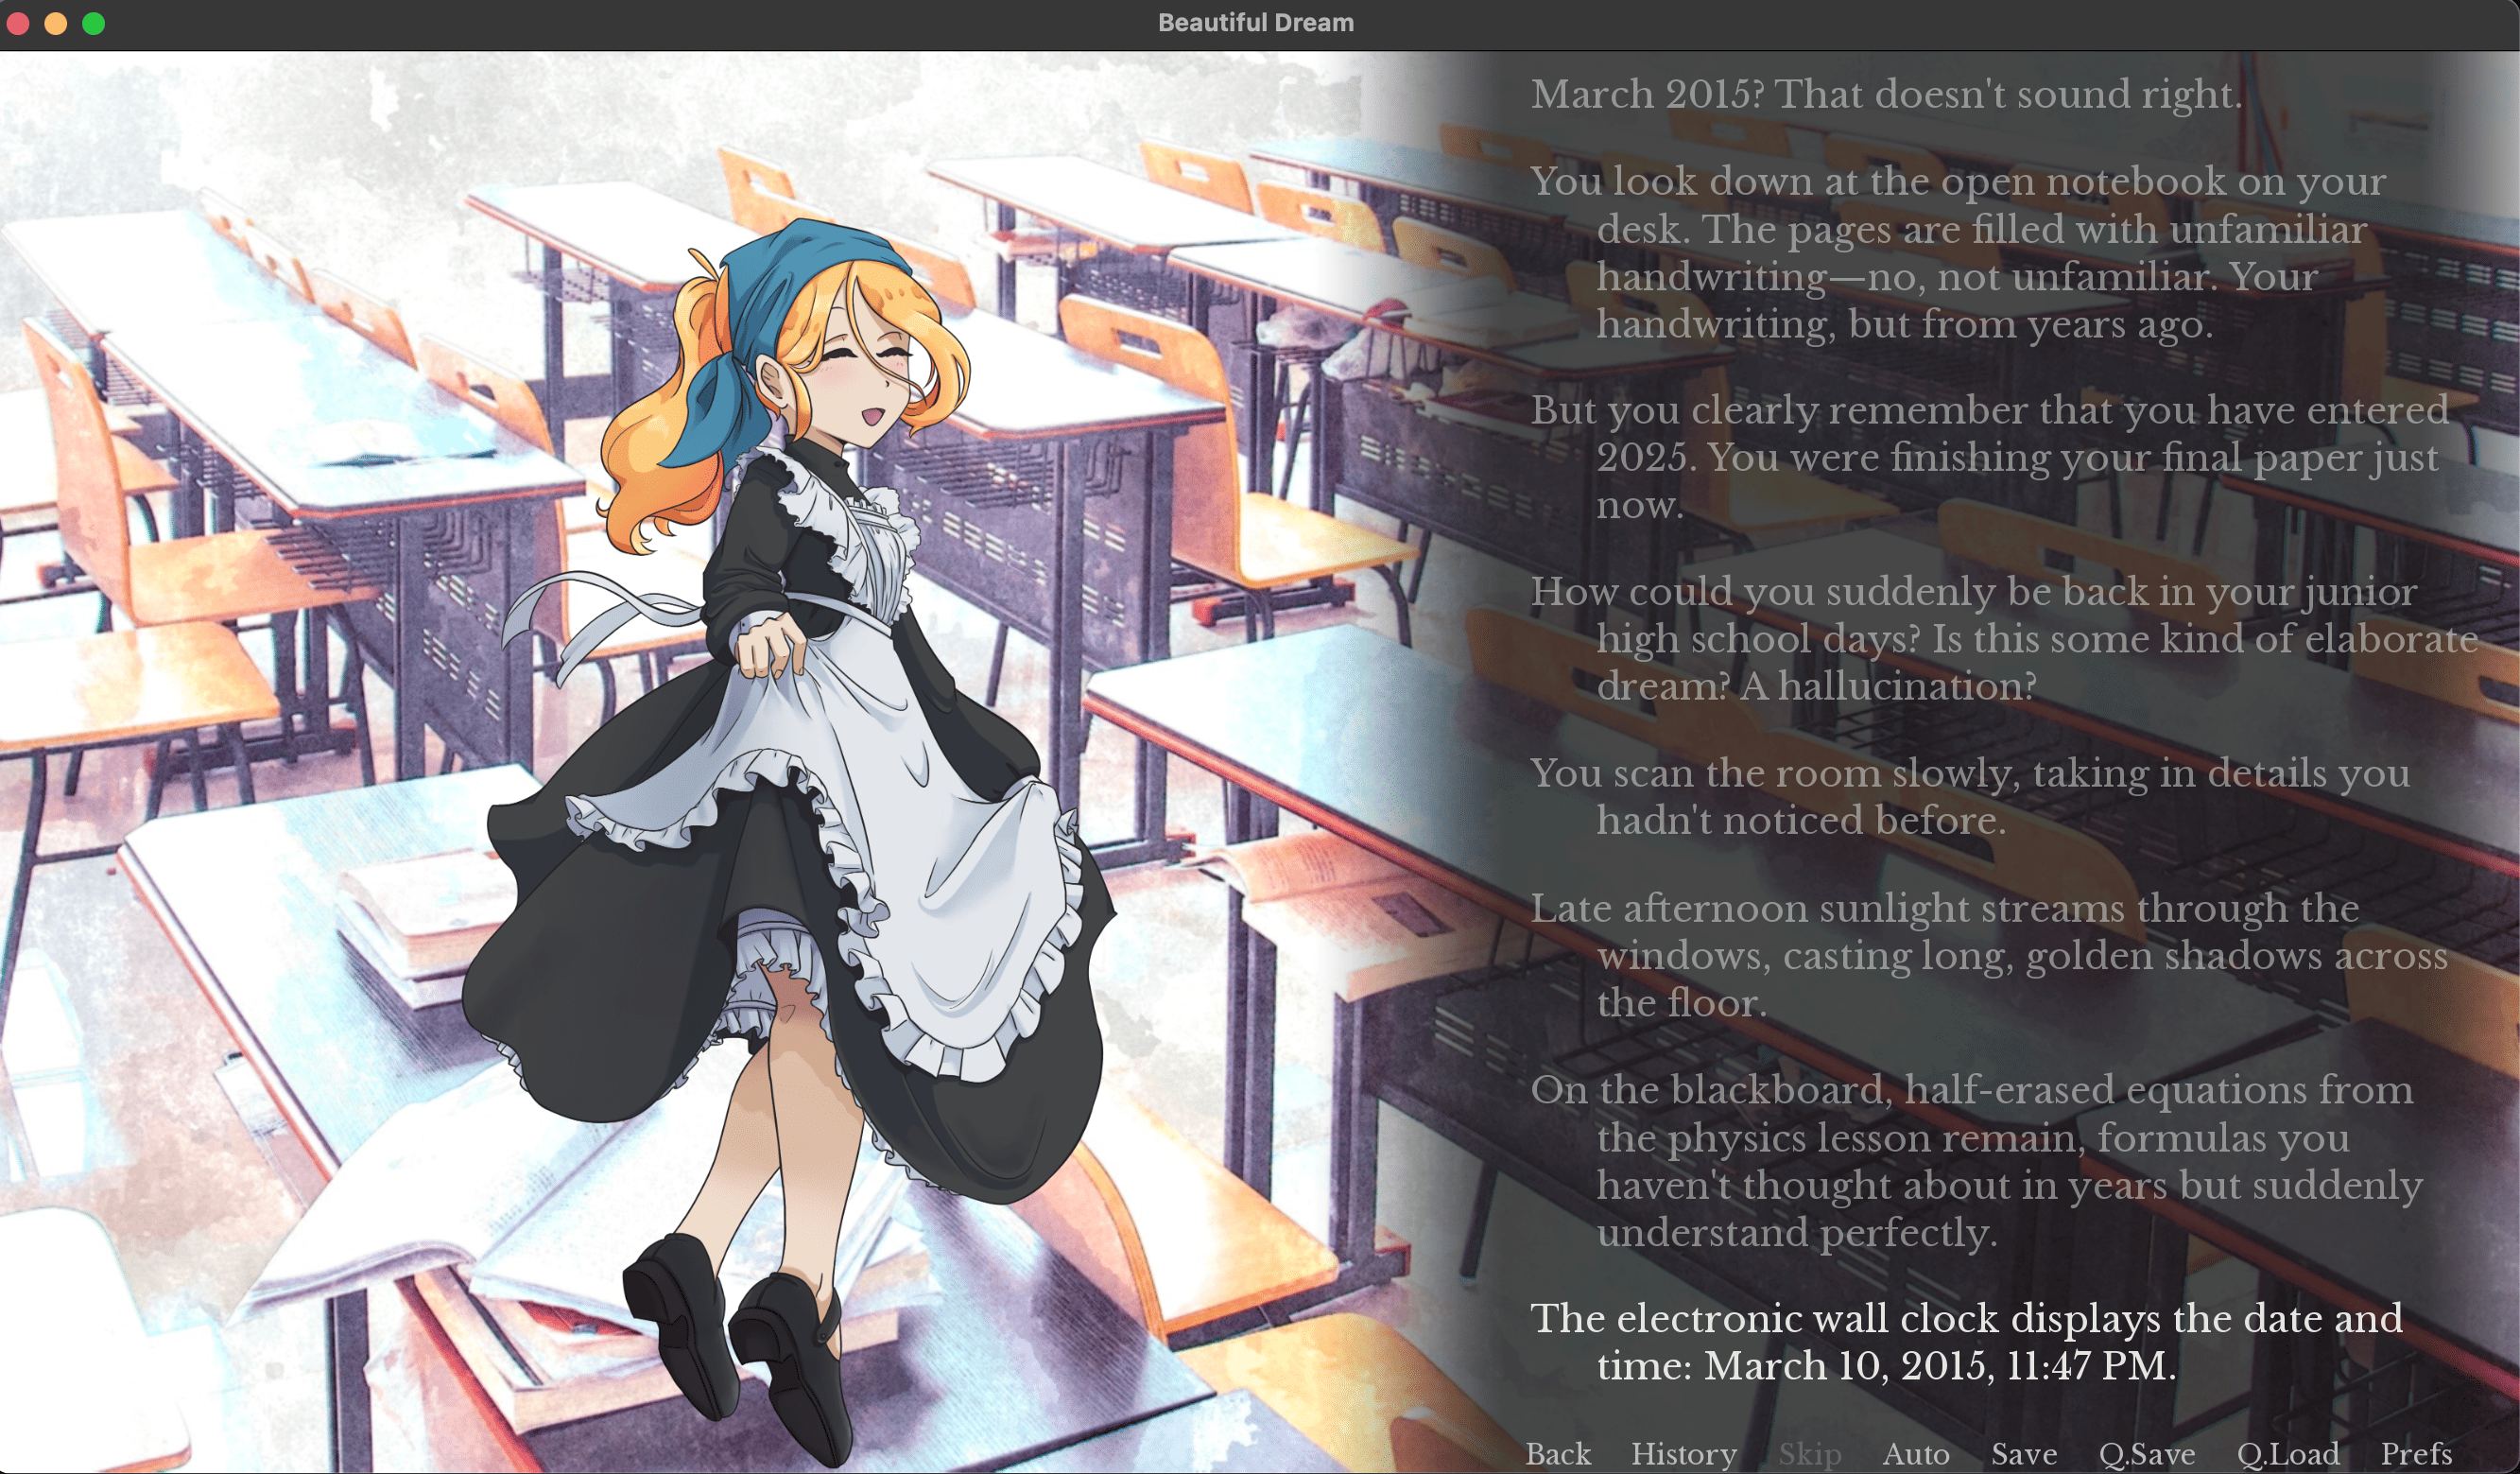 Beautiful Dream
March 2015? That doesn't sound right.
You look down at the open notebook on your
desk. The pages are filled with unfamiliar
handwriting—no, not unfamiliar. Your
handwriting, but from years ago.
But you clearly remember that you have entered
2025. You were finishing your final paper just
now.
How could you suddenly be back in your junior
high school days? Is this some kind of elaborate
dream? A hallucination?
You scan the room slowly, taking in details you
hadn't noticed before.
Late afternoon sunlight streams through the
windows, casting long, golden shadows across
the floor.
On the blackboard, half-erased equations from
the physics lesson remain, formulas you
haven't thought about in years but suddenly
understand perfectly.
The electronic wall clock displays the date and
time: March 10, 2015, 11:47 PM.
Back History Skip Auto Save Q.Save Q.Load Prefs